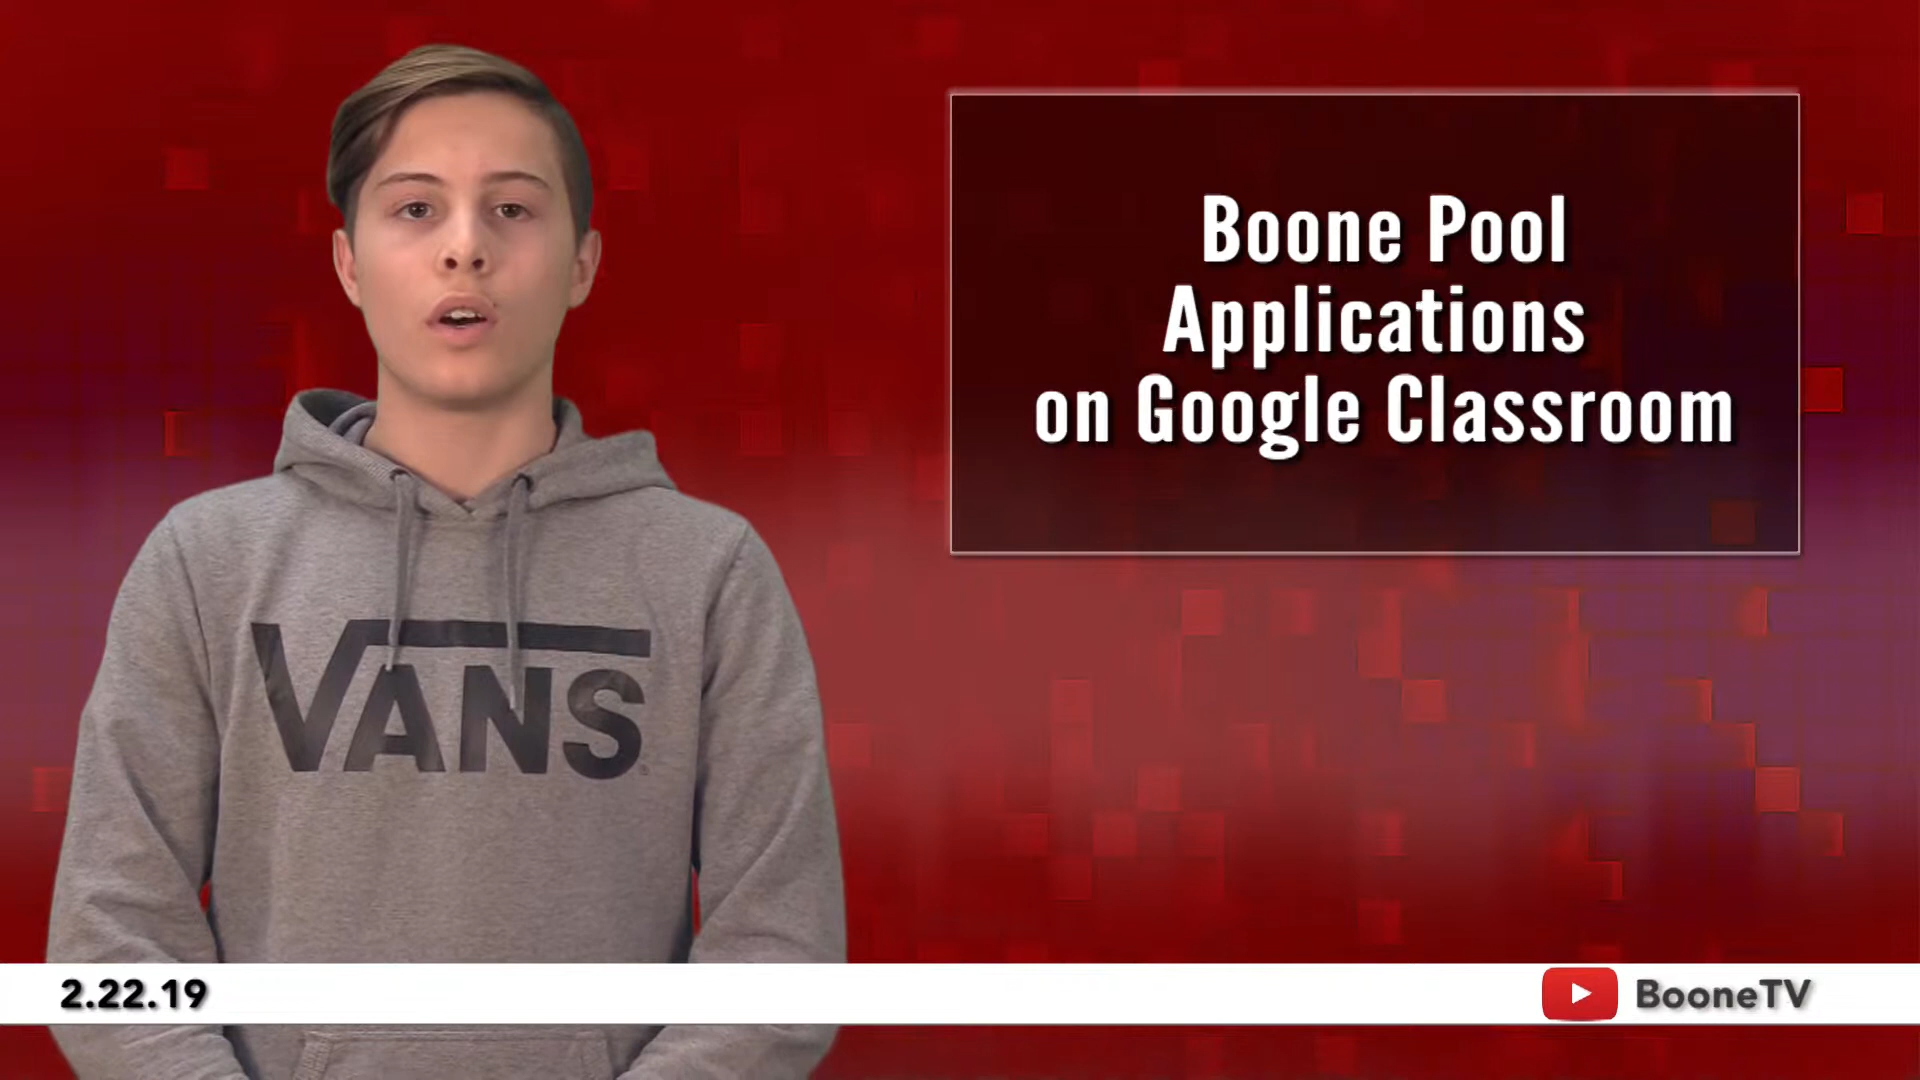 Boone Pool
Applications
on Google Classroom
VANS
2.22.19
BooneTV